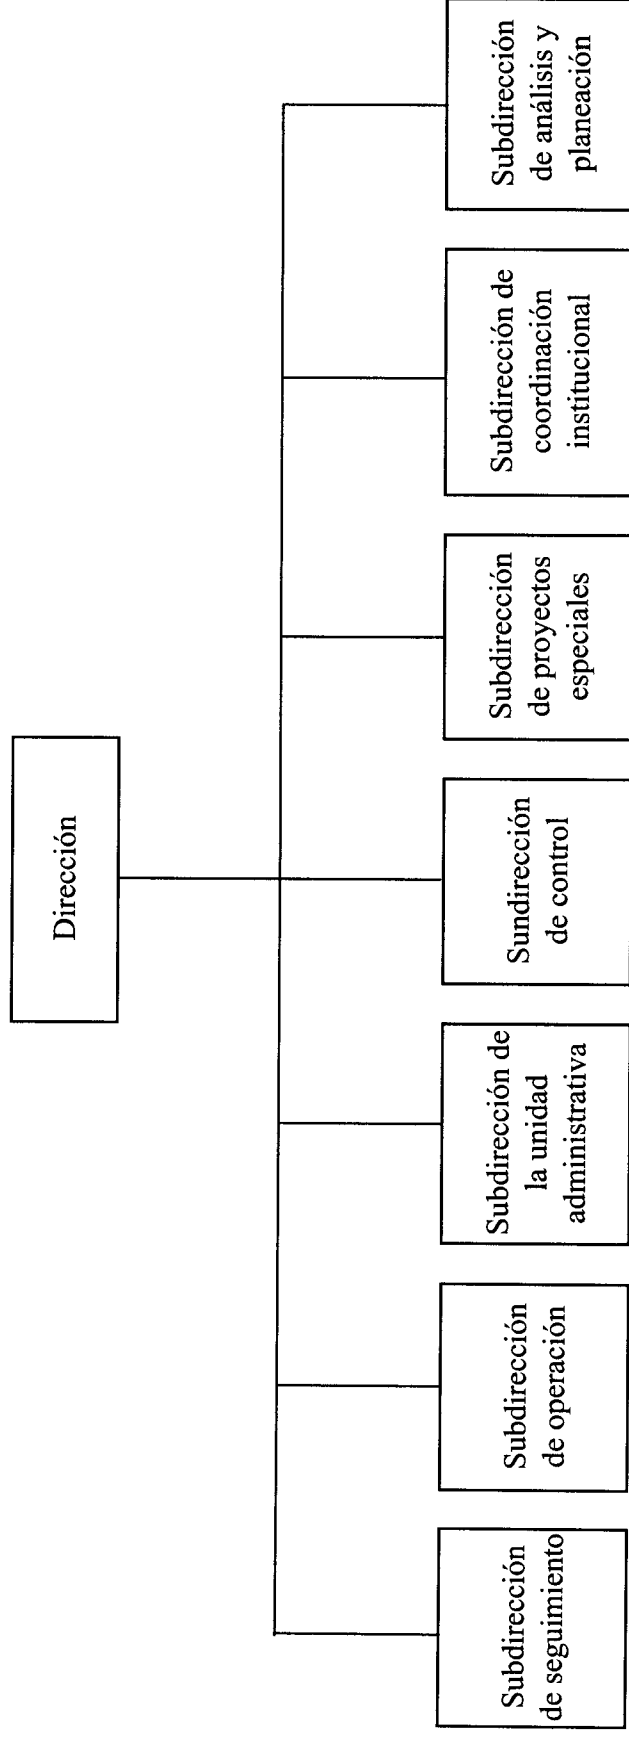 Dirección
Subdirección
de seguimiento
Subdirección
de operación
Subdirección de
la unidad
administrativa
Sundirección
de control
Subdirección
de proyectos
especiales
Subdirección de
coordinación
institucional
Subdirección
de análisis y
planeación